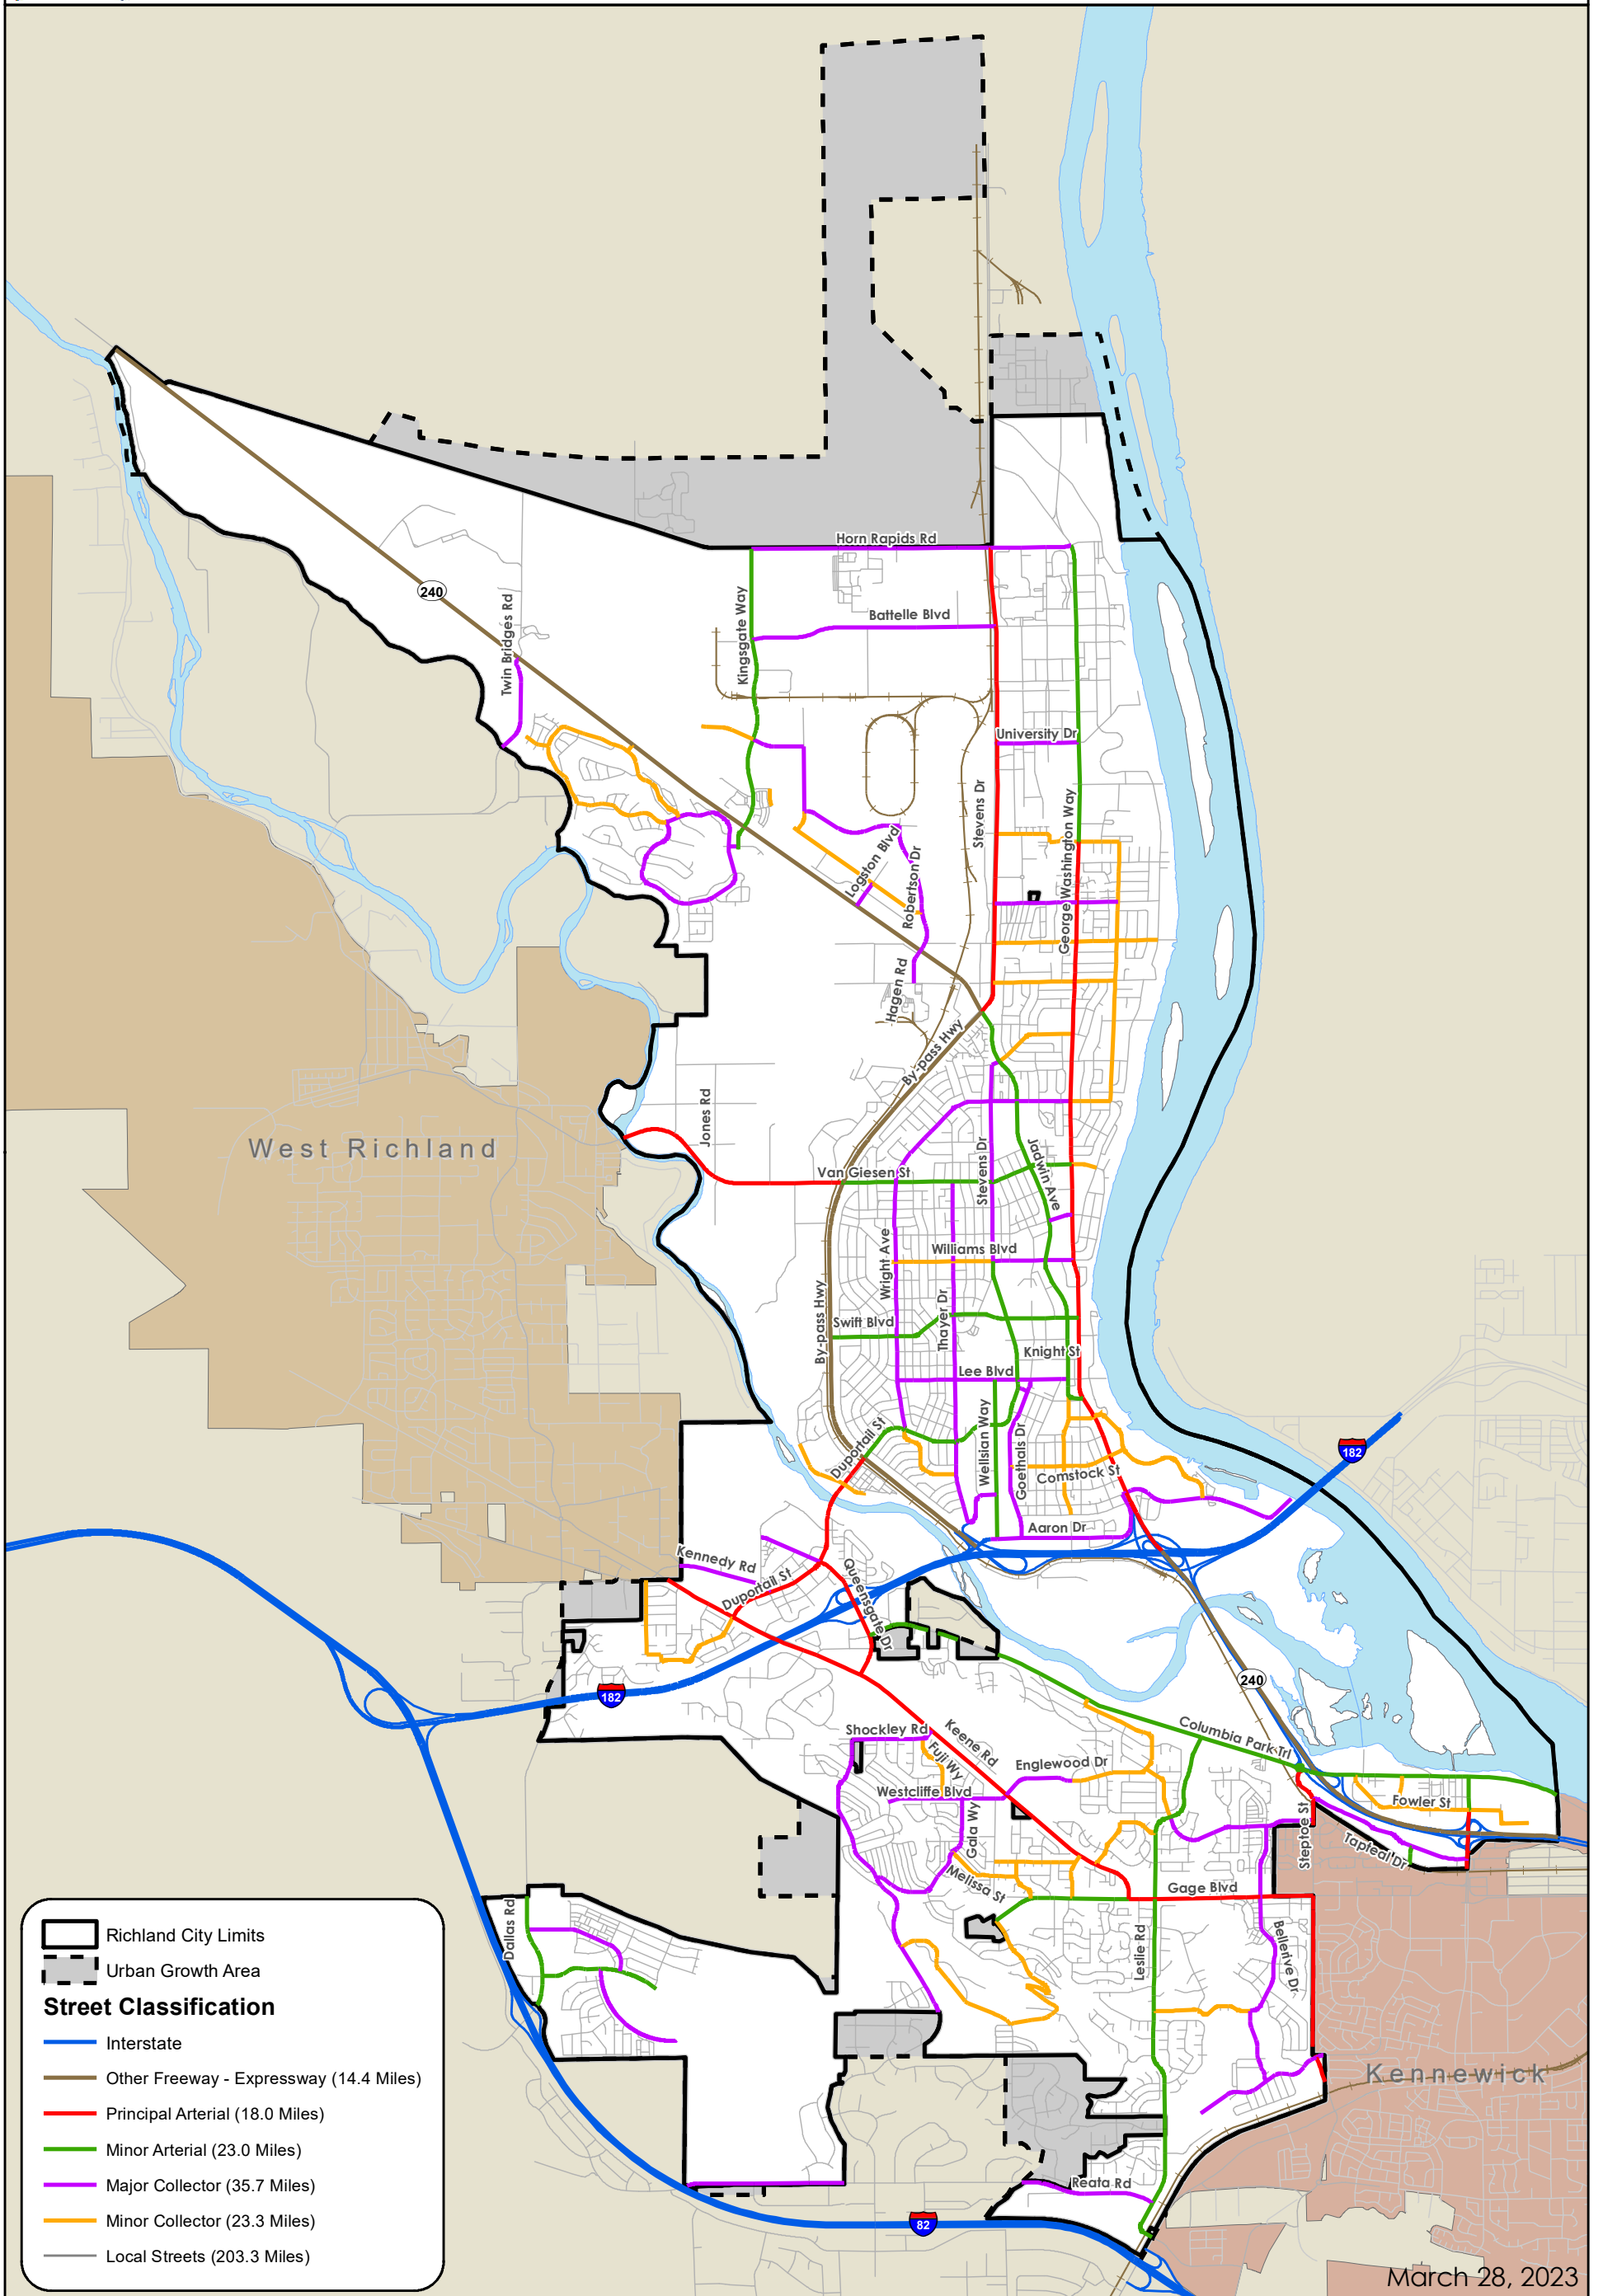 Horn Rapids Rd
240
Twin Bridges Rd
Kingsgate Way
Battelle Blvd
University Dr
Stevens Dr
George Washington Way
Logston Blvd
Robertson Dr
Hagen Rd
By-pass Hwy
Jones Rd
West Richland
Van Giesen St
Stevens Dr
Jadwin Ave
Wright Ave
Williams Blvd
By-pass Hwy
Swift Blvd
Thayer Dr
Knight St
Lee Blvd
Duportail St
Wellsian Way
Goethals Dr
Comstock St
182
Aaron Dr
Kennedy Rd
Duportail St
Queensgate Dr
182
240
Shockley Rd
Keene Rd
Fuji Wy
Columbia Park Trl
Englewood Dr
Westcliffe Blvd
Gala Wy
Fowler St
Steptoe St
Tapteal Dr
Melissa St
Gage Blvd
Dallas Rd
Leslie Rd
Bellerive Dr
Kennewick
Reata Rd
82
Richland City Limits
Urban Growth Area
Street Classification
Interstate
Other Freeway - Expressway (14.4 Miles)
Principal Arterial (18.0 Miles)
Minor Arterial (23.0 Miles)
Major Collector (35.7 Miles)
Minor Collector (23.3 Miles)
Local Streets (203.3 Miles)
March 28, 2023